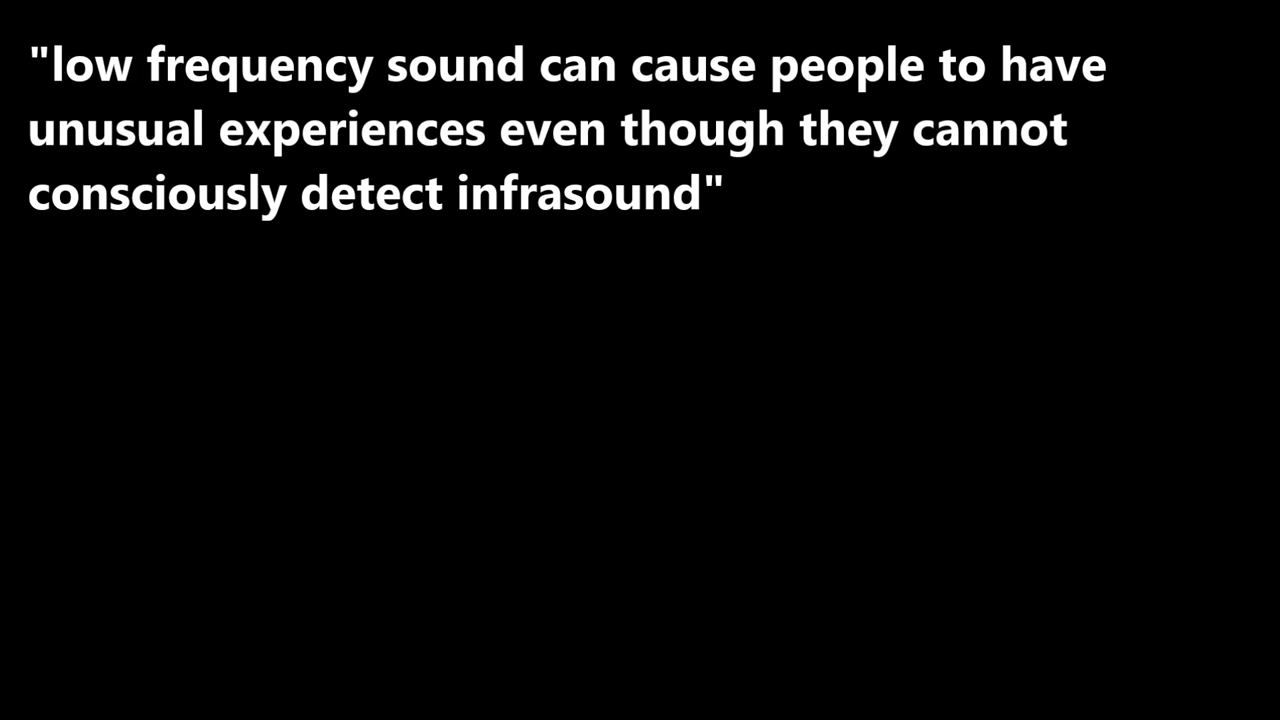 "low frequency sound can cause people to have
unusual experiences even though they cannot
consciously detect infrasound"